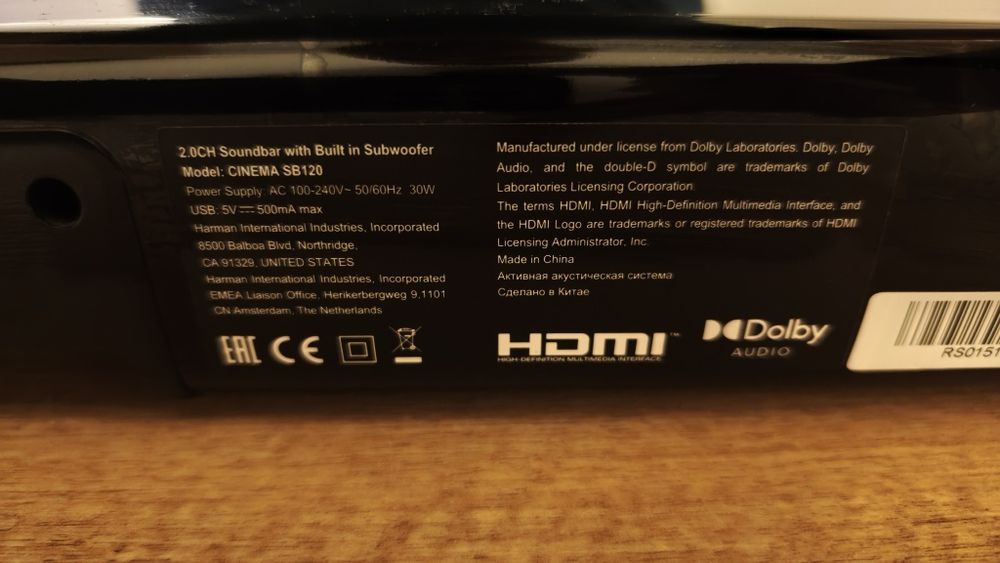 2.0CH Soundbar with Built in Subwoofer
Model: CINEMA SB120
Power Supply: AC 100-240V~ 50/60Hz 30W
USB: 5V⎓500mA max
Harman International Industries, Incorporated
8500 Balboa Blvd, Northridge,
CA 91329, UNITED STATES
Harman International Industries, Incorporated
EMEA Liaison Office, Herikerbergweg 9,1101
CN Amsterdam, The Netherlands
EAC CE
Manufactured under license from Dolby Laboratories. Dolby, Dolby
Audio, and the double-D symbol are trademarks of Dolby
Laboratories Licensing Corporation
The terms HDMI, HDMI High-Definition Multimedia Interface, and
the HDMI Logo are trademarks or registered trademarks of HDMI
Licensing Administrator, Inc.
Made in China
Активная акустическая система
Сделано в Китае
HDMI™
HIGH-DEFINITION MULTIMEDIA INTERFACE
Dolby
AUDIO
RS0151